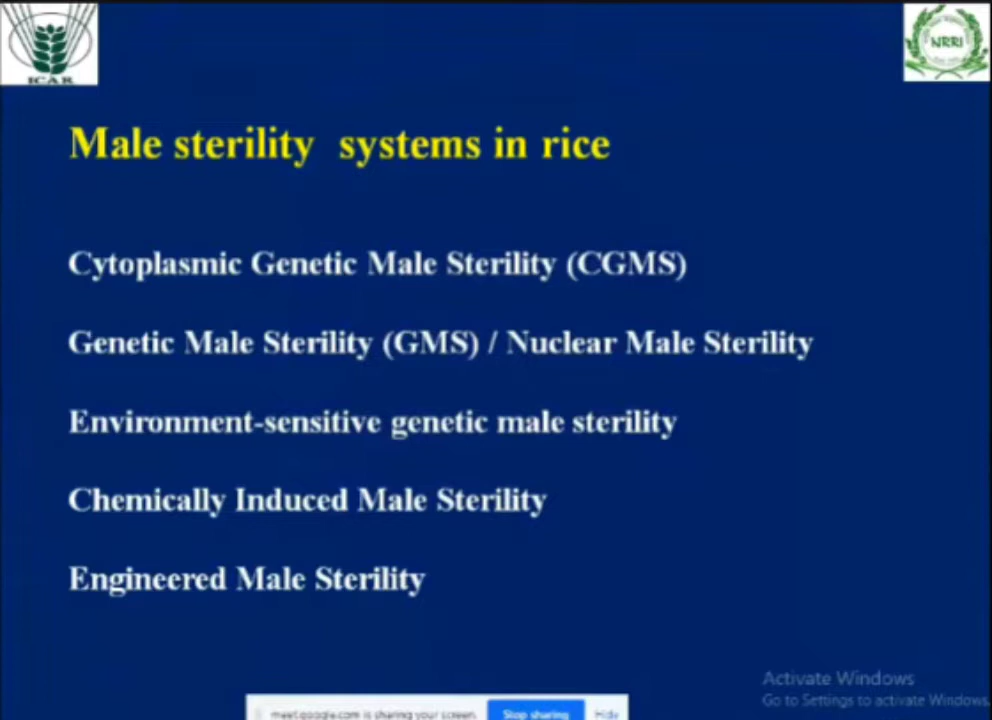 ICAR
NRRI
Male sterility systems in rice
Cytoplasmic Genetic Male Sterility (CGMS)
Genetic Male Sterility (GMS) / Nuclear Male Sterility
Environment-sensitive genetic male sterility
Chemically Induced Male Sterility
Engineered Male Sterility
Activate Windows
Go to Settings to activate Windows.
meet.google.com is sharing your screen. Stop sharing Hide